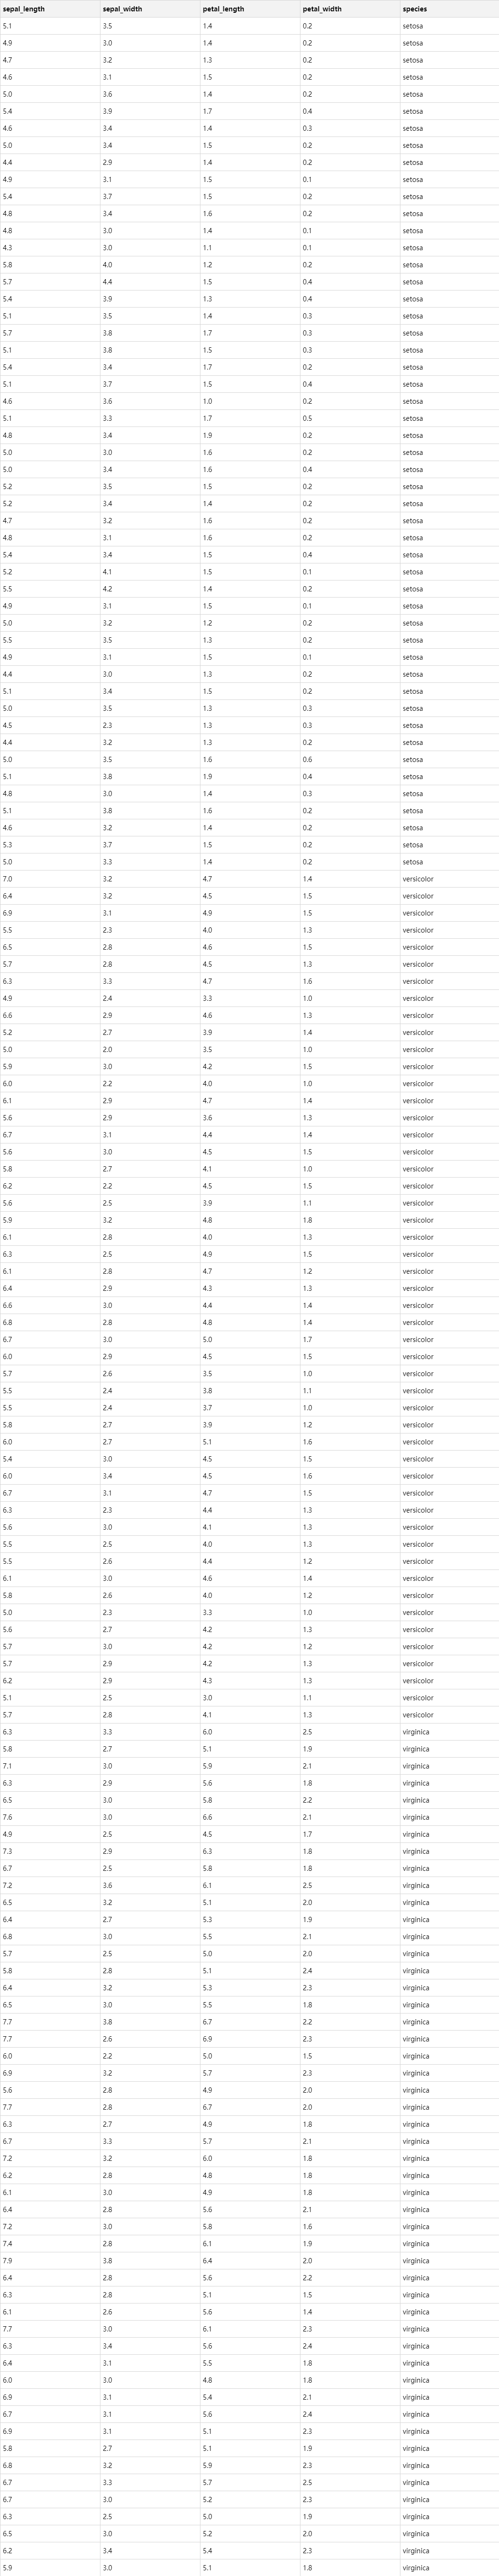 sepal_length sepal_width petal_length petal_width species
5.1 3.5 1.4 0.2 setosa
4.9 3.0 1.4 0.2 setosa
4.7 3.2 1.3 0.2 setosa
4.6 3.1 1.5 0.2 setosa
5.0 3.6 1.4 0.2 setosa
5.4 3.9 1.7 0.4 setosa
4.6 3.4 1.4 0.3 setosa
5.0 3.4 1.5 0.2 setosa
4.4 2.9 1.4 0.2 setosa
4.9 3.1 1.5 0.1 setosa
5.4 3.7 1.5 0.2 setosa
4.8 3.4 1.6 0.2 setosa
4.8 3.0 1.4 0.1 setosa
4.3 3.0 1.1 0.1 setosa
5.8 4.0 1.2 0.2 setosa
5.7 4.4 1.5 0.4 setosa
5.4 3.9 1.3 0.4 setosa
5.1 3.5 1.4 0.3 setosa
5.7 3.8 1.7 0.3 setosa
5.1 3.8 1.5 0.3 setosa
5.4 3.4 1.7 0.2 setosa
5.1 3.7 1.5 0.4 setosa
4.6 3.6 1.0 0.2 setosa
5.1 3.3 1.7 0.5 setosa
4.8 3.4 1.9 0.2 setosa
5.0 3.0 1.6 0.2 setosa
5.0 3.4 1.6 0.4 setosa
5.2 3.5 1.5 0.2 setosa
5.2 3.4 1.4 0.2 setosa
4.7 3.2 1.6 0.2 setosa
4.8 3.1 1.6 0.2 setosa
5.4 3.4 1.5 0.4 setosa
5.2 4.1 1.5 0.1 setosa
5.5 4.2 1.4 0.2 setosa
4.9 3.1 1.5 0.1 setosa
5.0 3.2 1.2 0.2 setosa
5.5 3.5 1.3 0.2 setosa
4.9 3.1 1.5 0.1 setosa
4.4 3.0 1.3 0.2 setosa
5.1 3.4 1.5 0.2 setosa
5.0 3.5 1.3 0.3 setosa
4.5 2.3 1.3 0.3 setosa
4.4 3.2 1.3 0.2 setosa
5.0 3.5 1.6 0.6 setosa
5.1 3.8 1.9 0.4 setosa
4.8 3.0 1.4 0.3 setosa
5.1 3.8 1.6 0.2 setosa
4.6 3.2 1.4 0.2 setosa
5.3 3.7 1.5 0.2 setosa
5.0 3.3 1.4 0.2 setosa
7.0 3.2 4.7 1.4 versicolor
6.4 3.2 4.5 1.5 versicolor
6.9 3.1 4.9 1.5 versicolor
5.5 2.3 4.0 1.3 versicolor
6.5 2.8 4.6 1.5 versicolor
5.7 2.8 4.5 1.3 versicolor
6.3 3.3 4.7 1.6 versicolor
4.9 2.4 3.3 1.0 versicolor
6.6 2.9 4.6 1.3 versicolor
5.2 2.7 3.9 1.4 versicolor
5.0 2.0 3.5 1.0 versicolor
5.9 3.0 4.2 1.5 versicolor
6.0 2.2 4.0 1.0 versicolor
6.1 2.9 4.7 1.4 versicolor
5.6 2.9 3.6 1.3 versicolor
6.7 3.1 4.4 1.4 versicolor
5.6 3.0 4.5 1.5 versicolor
5.8 2.7 4.1 1.0 versicolor
6.2 2.2 4.5 1.5 versicolor
5.6 2.5 3.9 1.1 versicolor
5.9 3.2 4.8 1.8 versicolor
6.1 2.8 4.0 1.3 versicolor
6.3 2.5 4.9 1.5 versicolor
6.1 2.8 4.7 1.2 versicolor
6.4 2.9 4.3 1.3 versicolor
6.6 3.0 4.4 1.4 versicolor
6.8 2.8 4.8 1.4 versicolor
6.7 3.0 5.0 1.7 versicolor
6.0 2.9 4.5 1.5 versicolor
5.7 2.6 3.5 1.0 versicolor
5.5 2.4 3.8 1.1 versicolor
5.5 2.4 3.7 1.0 versicolor
5.8 2.7 3.9 1.2 versicolor
6.0 2.7 5.1 1.6 versicolor
5.4 3.0 4.5 1.5 versicolor
6.0 3.4 4.5 1.6 versicolor
6.7 3.1 4.7 1.5 versicolor
6.3 2.3 4.4 1.3 versicolor
5.6 3.0 4.1 1.3 versicolor
5.5 2.5 4.0 1.3 versicolor
5.5 2.6 4.4 1.2 versicolor
6.1 3.0 4.6 1.4 versicolor
5.8 2.6 4.0 1.2 versicolor
5.0 2.3 3.3 1.0 versicolor
5.6 2.7 4.2 1.3 versicolor
5.7 3.0 4.2 1.2 versicolor
5.7 2.9 4.2 1.3 versicolor
6.2 2.9 4.3 1.3 versicolor
5.1 2.5 3.0 1.1 versicolor
5.7 2.8 4.1 1.3 versicolor
6.3 3.3 6.0 2.5 virginica
5.8 2.7 5.1 1.9 virginica
7.1 3.0 5.9 2.1 virginica
6.3 2.9 5.6 1.8 virginica
6.5 3.0 5.8 2.2 virginica
7.6 3.0 6.6 2.1 virginica
4.9 2.5 4.5 1.7 virginica
7.3 2.9 6.3 1.8 virginica
6.7 2.5 5.8 1.8 virginica
7.2 3.6 6.1 2.5 virginica
6.5 3.2 5.1 2.0 virginica
6.4 2.7 5.3 1.9 virginica
6.8 3.0 5.5 2.1 virginica
5.7 2.5 5.0 2.0 virginica
5.8 2.8 5.1 2.4 virginica
6.4 3.2 5.3 2.3 virginica
6.5 3.0 5.5 1.8 virginica
7.7 3.8 6.7 2.2 virginica
7.7 2.6 6.9 2.3 virginica
6.0 2.2 5.0 1.5 virginica
6.9 3.2 5.7 2.3 virginica
5.6 2.8 4.9 2.0 virginica
7.7 2.8 6.7 2.0 virginica
6.3 2.7 4.9 1.8 virginica
6.7 3.3 5.7 2.1 virginica
7.2 3.2 6.0 1.8 virginica
6.2 2.8 4.8 1.8 virginica
6.1 3.0 4.9 1.8 virginica
6.4 2.8 5.6 2.1 virginica
7.2 3.0 5.8 1.6 virginica
7.4 2.8 6.1 1.9 virginica
7.9 3.8 6.4 2.0 virginica
6.4 2.8 5.6 2.2 virginica
6.3 2.8 5.1 1.5 virginica
6.1 2.6 5.6 1.4 virginica
7.7 3.0 6.1 2.3 virginica
6.3 3.4 5.6 2.4 virginica
6.4 3.1 5.5 1.8 virginica
6.0 3.0 4.8 1.8 virginica
6.9 3.1 5.4 2.1 virginica
6.7 3.1 5.6 2.4 virginica
6.9 3.1 5.1 2.3 virginica
5.8 2.7 5.1 1.9 virginica
6.8 3.2 5.9 2.3 virginica
6.7 3.3 5.7 2.5 virginica
6.7 3.0 5.2 2.3 virginica
6.3 2.5 5.0 1.9 virginica
6.5 3.0 5.2 2.0 virginica
6.2 3.4 5.4 2.3 virginica
5.9 3.0 5.1 1.8 virginica